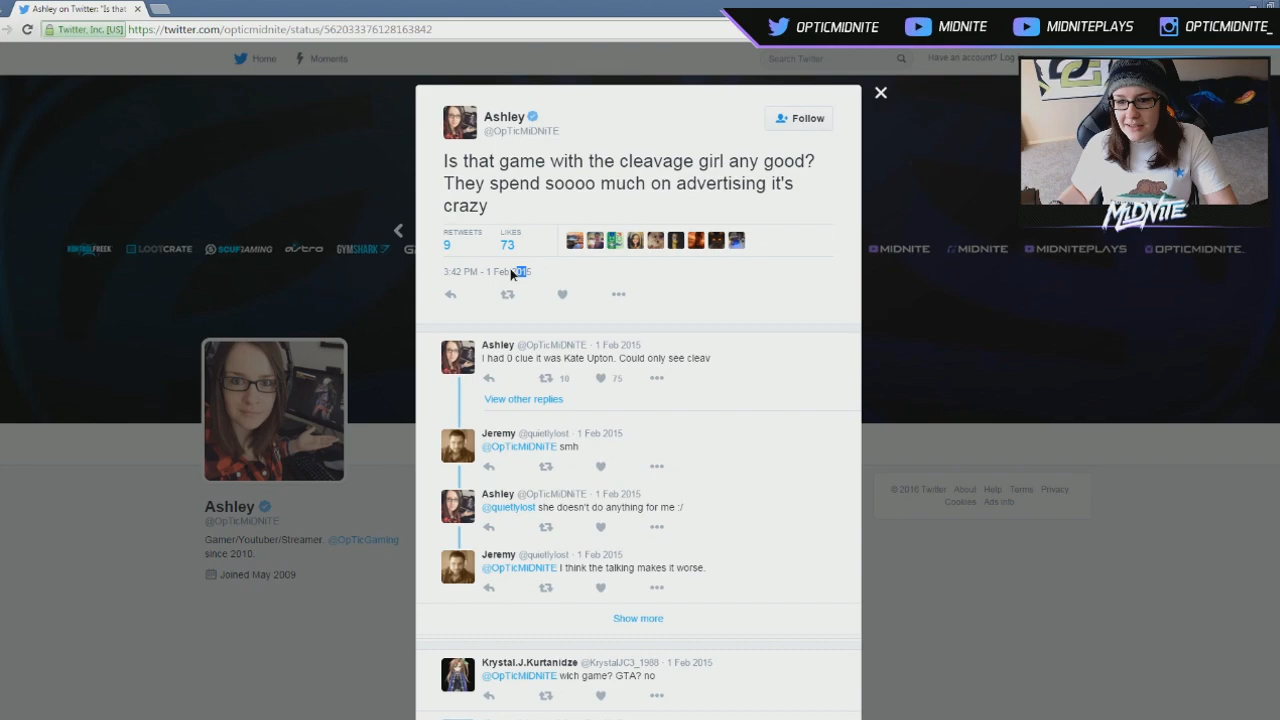 Ashley on Twitter: "Is that
Twitter, Inc. [US] https://twitter.com/opticmidnite/status/562033376128163842
OPTICMIDNITE MIDNITE MIDNITEPLAYS OPTICMIDNITE_
Home Moments Search Twitter Have an account? Log
Ashley
@OpTicMiDNiTE
Follow
Is that game with the cleavage girl any good?
They spend soooo much on advertising it's
crazy
RETWEETS LIKES
9 73
3:42 PM - 1 Feb 2015
KONTROLFREEK LOOTCRATE SCUFGAMING GYMSHARK
MIDNITE MIDNITE MIDNITEPLAYS OPTICMIDNITE_
MiDNiTE
Ashley @OpTicMiDNiTE · 1 Feb 2015
I had 0 clue it was Kate Upton. Could only see cleav
10 75
View other replies
Jeremy @quietlylost · 1 Feb 2015
@OpTicMiDNiTE smh
Ashley @OpTicMiDNiTE · 1 Feb 2015
@quietlylost she doesn't do anything for me :/
Jeremy @quietlylost · 1 Feb 2015
@OpTicMiDNiTE I think the talking makes it worse.
Show more
Krystal.J.Kurtanidze @KrystalJC3_1988 · 1 Feb 2015
@OpTicMiDNiTE wich game? GTA? no
Ashley
@OpTicMiDNiTE
Gamer/Youtuber/Streamer. @OpTicGaming
since 2010.
Joined May 2009
© 2016 Twitter About Help Terms Privacy
Cookies Ads info